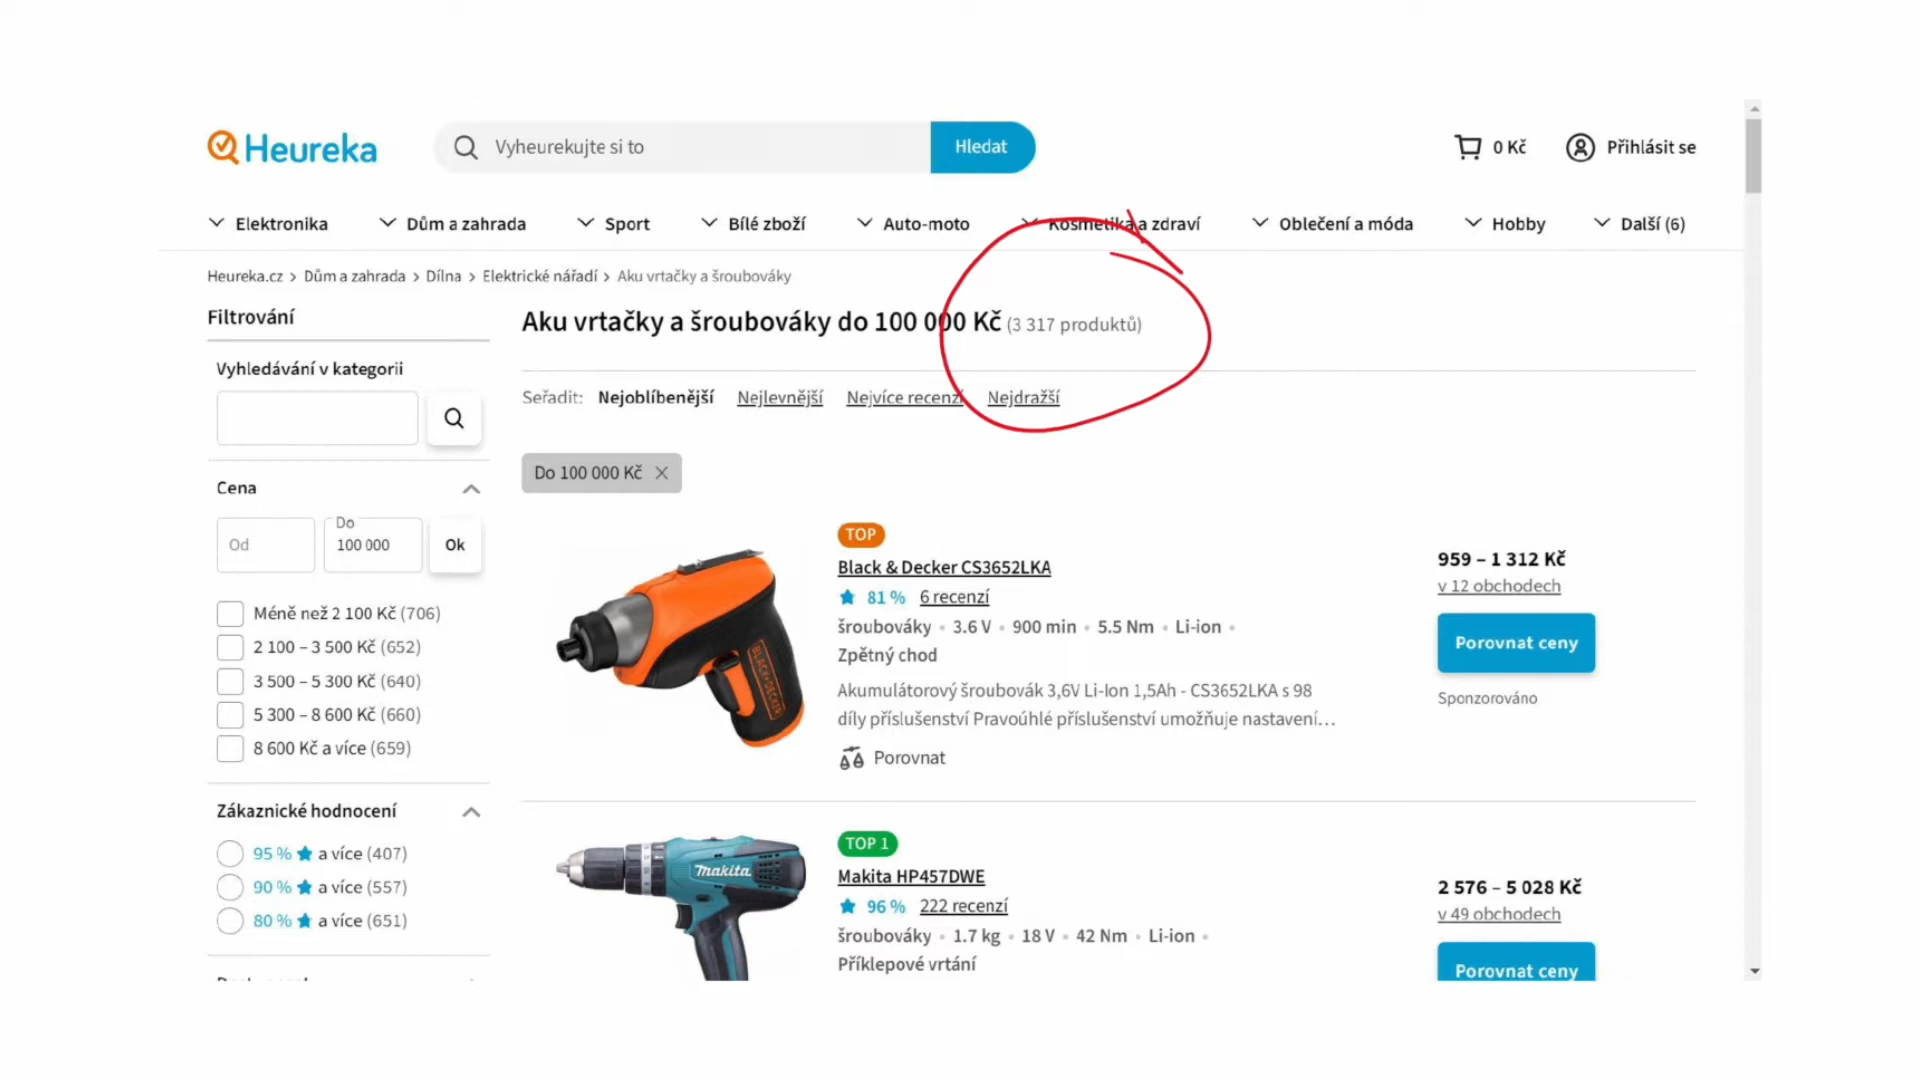 Heureka
Vyheurekujte si to
Hledat
0 Kč
Přihlásit se
Elektronika
Dům a zahrada
Sport
Bílé zboží
Auto-moto
Kosmetika a zdraví
Oblečení a móda
Hobby
Další (6)
Heureka.cz > Dům a zahrada > Dílna > Elektrické nářadí > Aku vrtačky a šroubováky
Filtrování
Vyhledávání v kategorii
Cena
Od
Do
100 000
Ok
Méně než 2 100 Kč (706)
2 100 – 3 500 Kč (652)
3 500 – 5 300 Kč (640)
5 300 – 8 600 Kč (660)
8 600 Kč a více (659)
Zákaznické hodnocení
95 % a více (407)
90 % a více (557)
80 % a více (651)
Aku vrtačky a šroubováky do 100 000 Kč (3 317 produktů)
Seřadit: Nejoblíbenější Nejlevnější Nejvíce recenzí Nejdražší
Do 100 000 Kč
TOP
Black & Decker CS3652LKA
81 % 6 recenzí
šroubováky • 3.6 V • 900 min • 5.5 Nm • Li-ion •
Zpětný chod
Akumulátorový šroubovák 3,6V Li-Ion 1,5Ah - CS3652LKA s 98
díly příslušenství Pravoúhlé příslušenství umožňuje nastavení…
Porovnat
959 – 1 312 Kč
v 12 obchodech
Porovnat ceny
Sponzorováno
BLACK+DECKER
TOP 1
Makita HP457DWE
96 % 222 recenzí
šroubováky • 1.7 kg • 18 V • 42 Nm • Li-ion •
Příklepové vrtání
2 576 – 5 028 Kč
v 49 obchodech
Porovnat ceny
makita